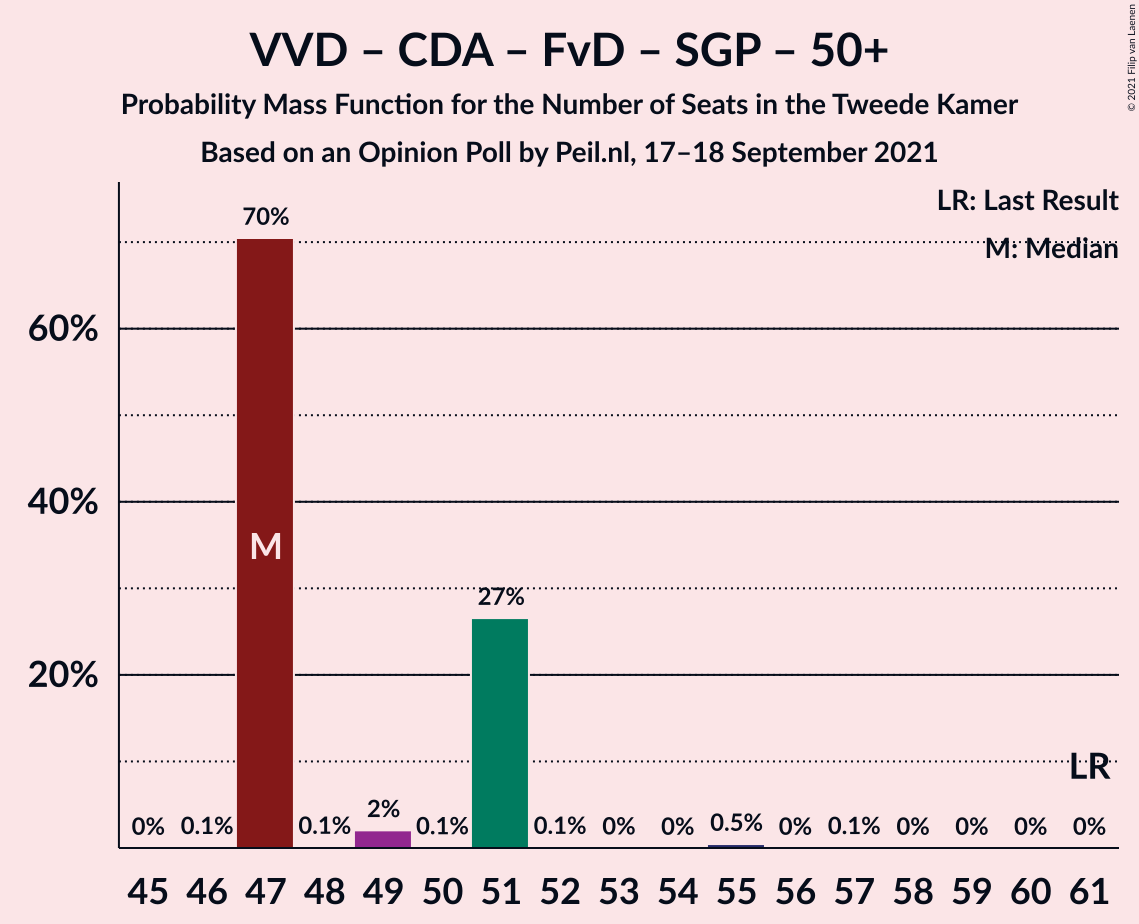 VVD – CDA – FvD – SGP – 50+
Probability Mass Function for the Number of Seats in the Tweede Kamer
Based on an Opinion Poll by Peil.nl, 17–18 September 2021
© 2021 Filip van Laenen
LR: Last Result
M: Median
70%
60%
40%
M
27%
20%
LR
0% 0.1% 0.1% 2% 0.1% 0.1% 0% 0% 0.5% 0% 0.1% 0% 0% 0% 0%
45 46 47 48 49 50 51 52 53 54 55 56 57 58 59 60 61